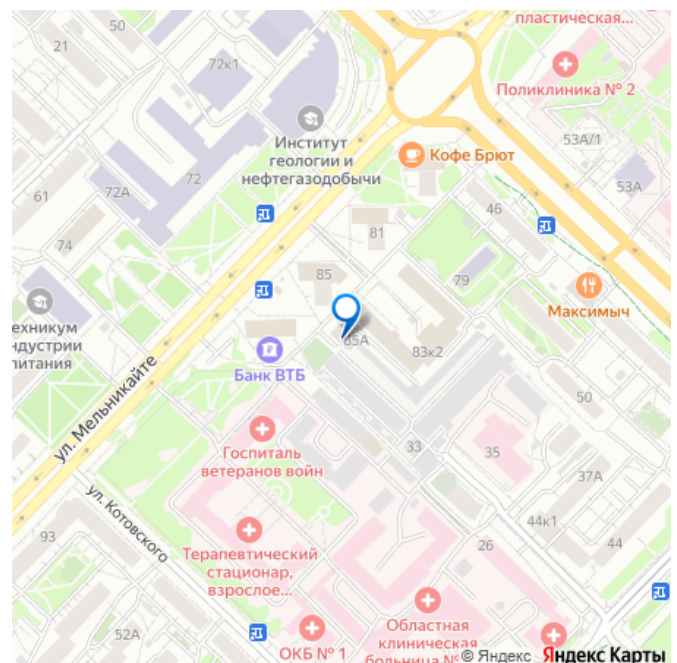 пластическая...
50
21
72к1
Поликлиника № 2
Институт
геологии и
нефтегазодобычи
53А/1
Кофе Брют
72
72А
61
53А
46
81
74
85
79
Максимыч
ехникум
ндустрии
питания
85А
83к2
Банк ВТБ
50
ул. Мельникайте
Госпиталь
ветеранов войн
33
35
37А
ул. Котовского
44к1
93
44
26
Терапевтический
стационар,
взрослое...
52А
ОКБ № 1
Областная
клиническая
больница №
© Яндекс
Яндекс Карты